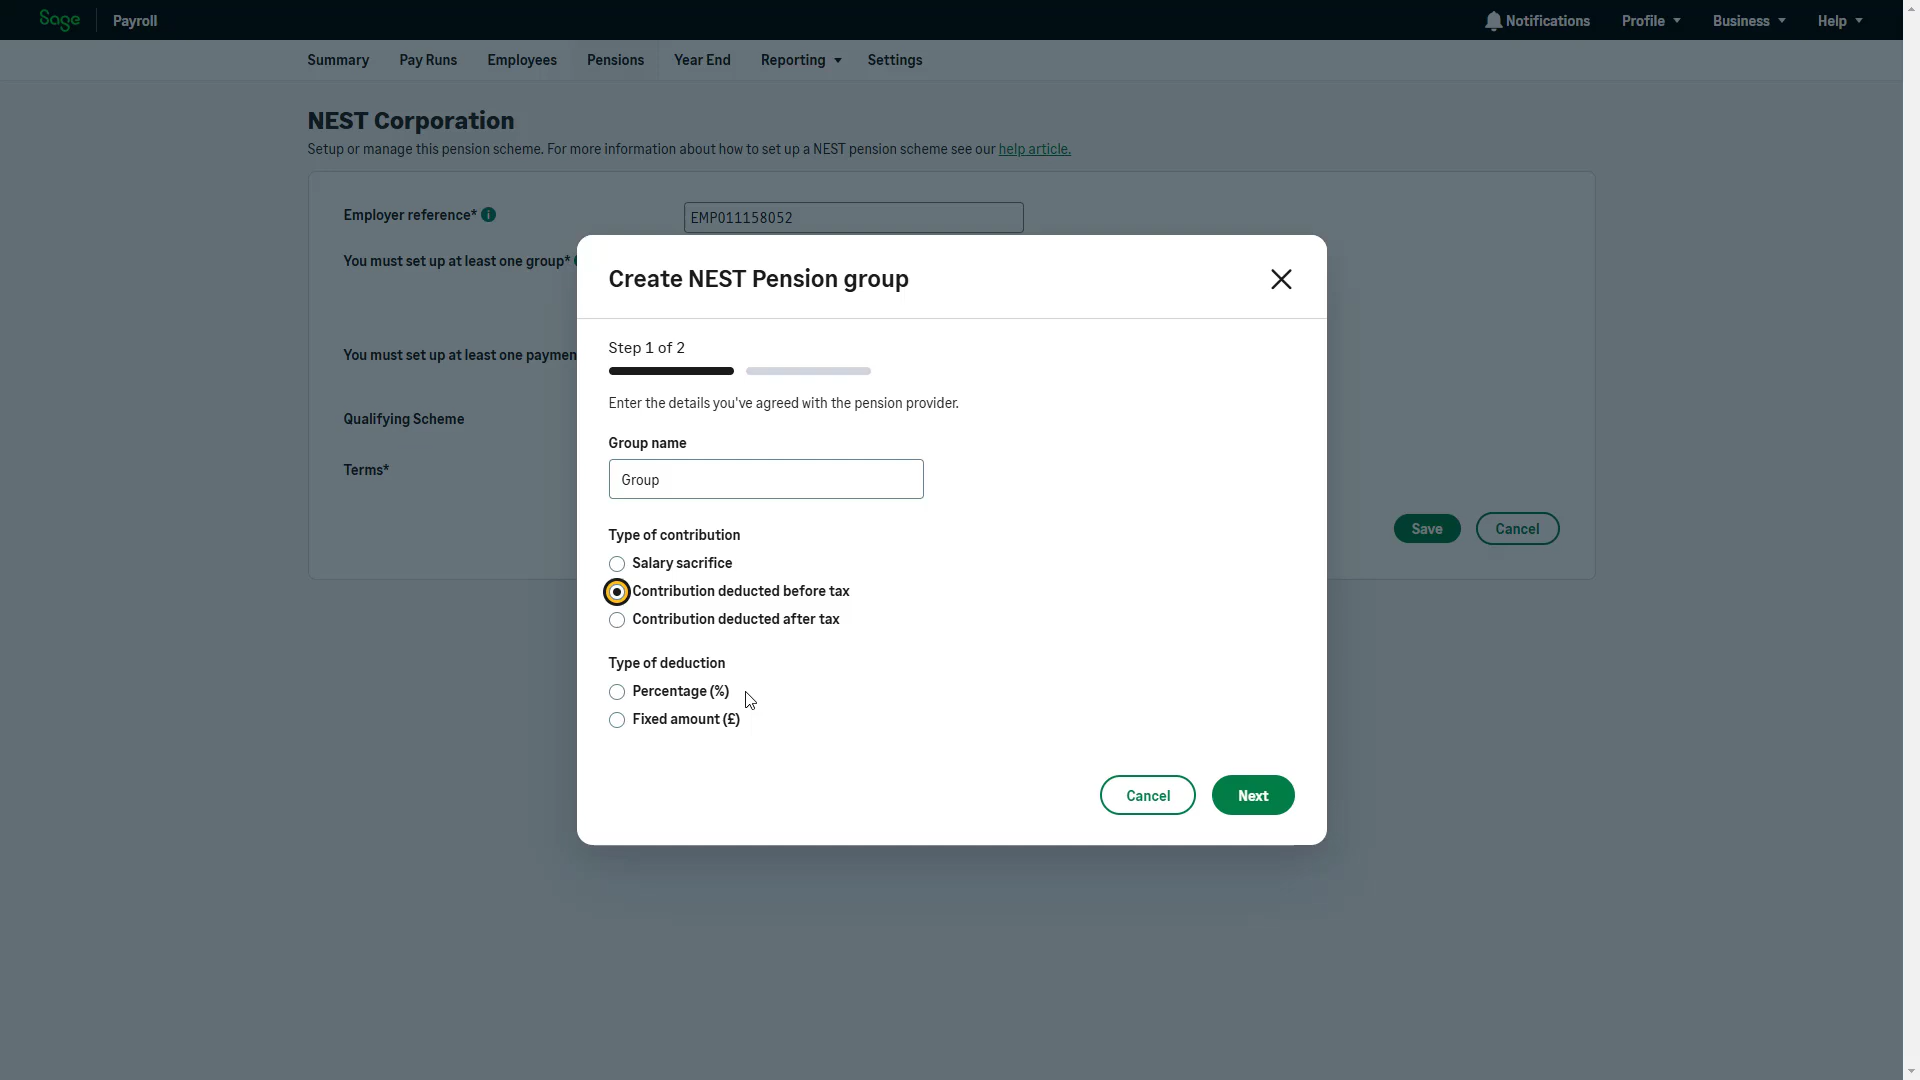 Sage
Payroll
Notifications
Profile
Business
Help
Summary
Pay Runs
Employees
Pensions
Year End
Reporting
Settings
NEST Corporation
Setup or manage this pension scheme. For more information about how to set up a NEST pension scheme see our help article.
Employer reference*
EMP011158052
You must set up at least one group*
You must set up at least one paymen
Qualifying Scheme
Terms*
Save
Cancel
Create NEST Pension group
Step 1 of 2
Enter the details you've agreed with the pension provider.
Group name
Group
Type of contribution
Salary sacrifice
Contribution deducted before tax
Contribution deducted after tax
Type of deduction
Percentage (%)
Fixed amount (£)
Cancel
Next